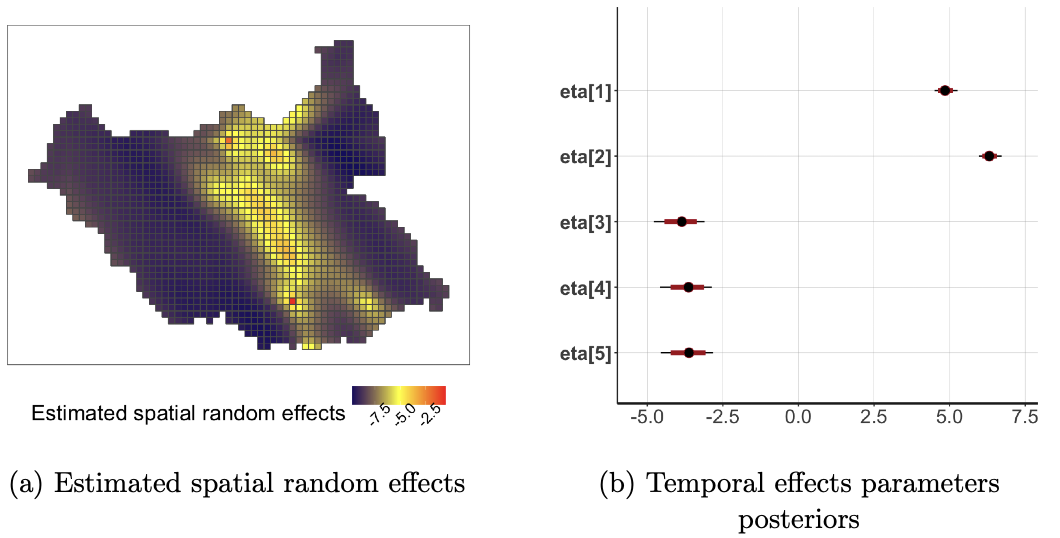 Estimated spatial random effects
-7.5 -5.0 -2.5
(a) Estimated spatial random effects
eta[1]
eta[2]
eta[3]
eta[4]
eta[5]
-5.0 -2.5 0.0 2.5 5.0 7.5
(b) Temporal effects parameters
posteriors